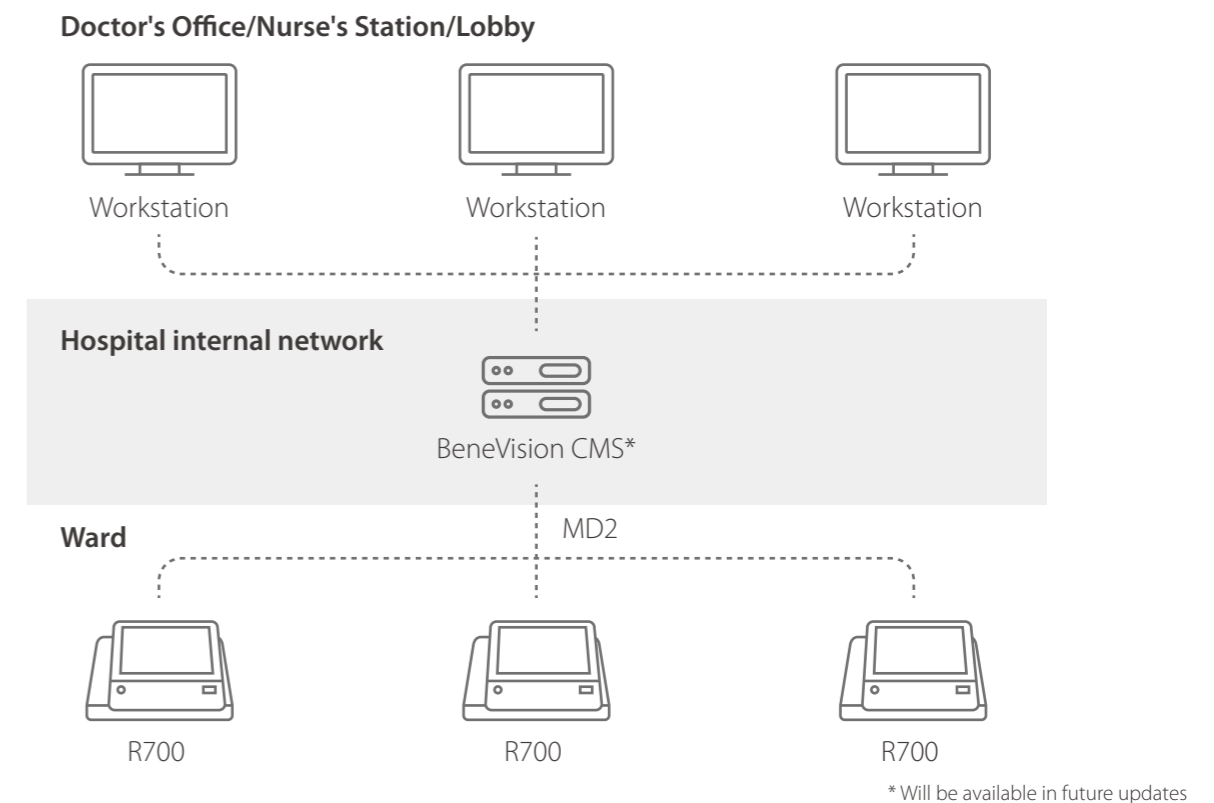 Doctor's Office/Nurse's Station/Lobby
Workstation
Workstation
Workstation
Hospital internal network
BeneVision CMS*
MD2
Ward
R700
R700
R700
* Will be available in future updates